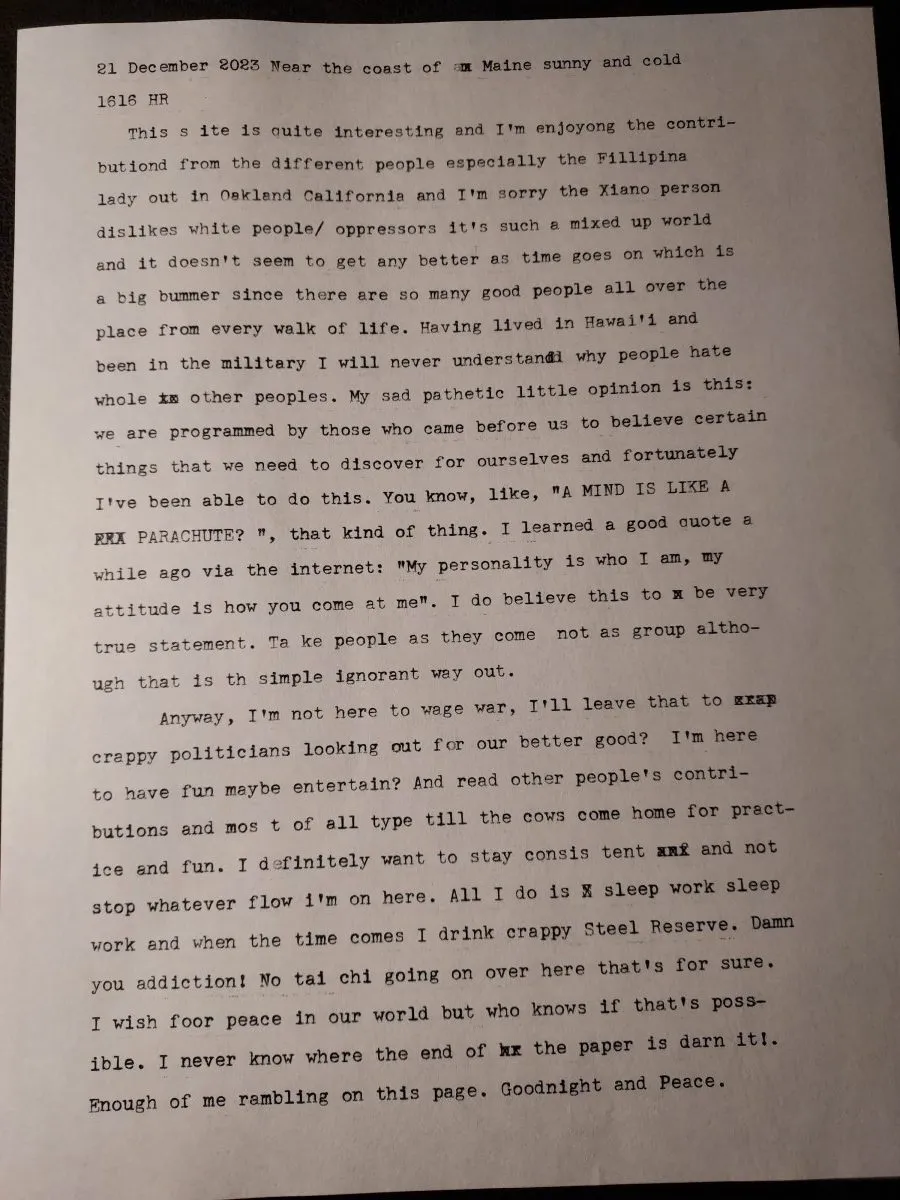 21 December 2023 Near the coast of Maine sunny and cold
1616 HR
This s ite is quite interesting and I'm enjoyong the contri-
butiond from the different people especially the Fillipina
lady out in Oakland California and I'm sorry the Xiano person
dislikes white people/ oppressors it's such a mixed up world
and it doesn't seem to get any better as time goes on which is
a big bummer since there are so many good people all over the
place from every walk of life. Having lived in Hawai'i and
been in the military I will never understand why people hate
whole other peoples. My sad pathetic little opinion is this:
we are programmed by those who came before us to believe certain
things that we need to discover for ourselves and fortunately
I've been able to do this. You know, like, "A MIND IS LIKE A
PARACHUTE? ", that kind of thing. I learned a good quote a
while ago via the internet: "My personality is who I am, my
attitude is how you come at me". I do believe this to x be very
true statement. Ta ke people as they come  not as group altho-
ugh that is th simple ignorant way out.
Anyway, I'm not here to wage war, I'll leave that to
crappy politicians looking out for our better good?  I'm here
to have fun maybe entertain? And read other people's contri-
butions and mos t of all type till the cows come home for pract-
ice and fun. I definitely want to stay consis tent and not
stop whatever flow i'm on here. All I do is X sleep work sleep
work and when the time comes I drink crappy Steel Reserve. Damn
you addiction! No tai chi going on over here that's for sure.
I wish foor peace in our world but who knows if that's poss-
ible. I never know where the end of the paper is darn it!.
Enough of me rambling on this page. Goodnight and Peace.